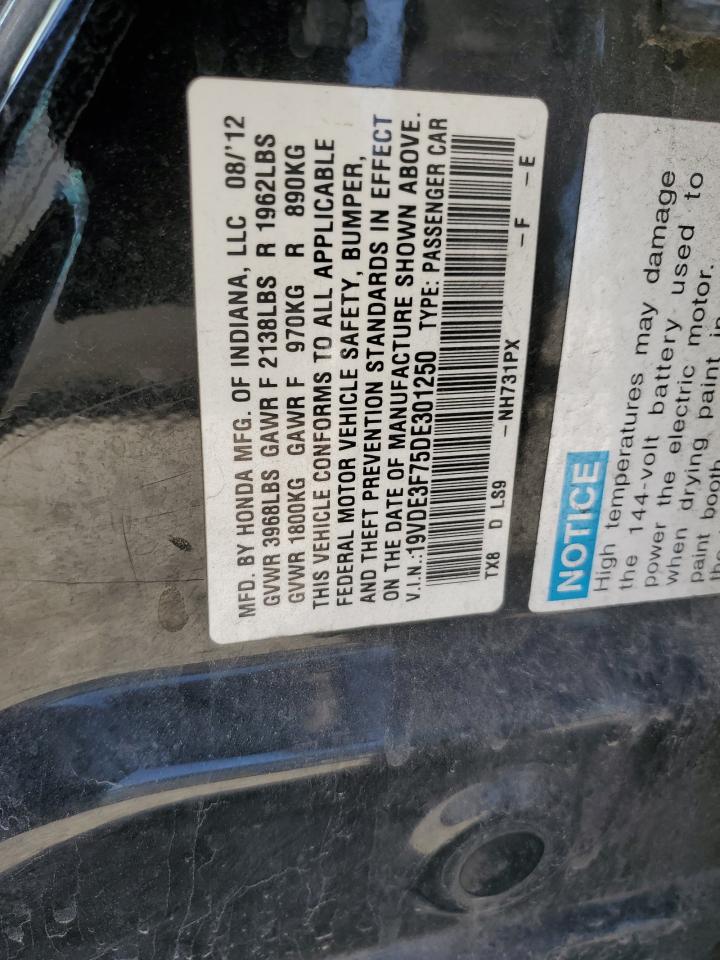 MFD. BY HONDA MFG. OF INDIANA, LLC 08/'12
GVWR 3968LBS GAWR F 2138LBS R 1962LBS
GVWR 1800KG GAWR F 970KG R 890KG
THIS VEHICLE CONFORMS TO ALL APPLICABLE
FEDERAL MOTOR VEHICLE SAFETY, BUMPER,
AND THEFT PREVENTION STANDARDS IN EFFECT
ON THE DATE OF MANUFACTURE SHOWN ABOVE.
V.I.N.:19VDE3F75DE301250 TYPE: PASSENGER CAR
TX8 D LS9 -NH731PX -F -E
NOTICE
High temperatures may damage
the 144-volt battery used to
power the electric motor.
when drying paint in
paint booth